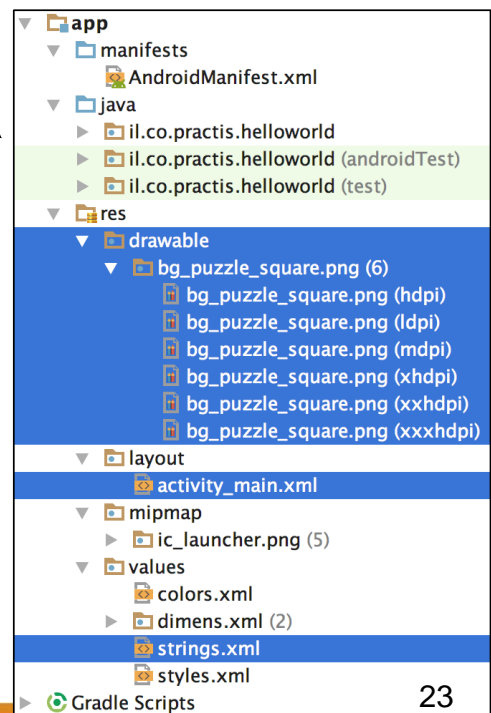 app
manifests
AndroidManifest.xml
java
il.co.practis.helloworld
il.co.practis.helloworld (androidTest)
il.co.practis.helloworld (test)
res
drawable
bg_puzzle_square.png (6)
bg_puzzle_square.png (hdpi)
bg_puzzle_square.png (ldpi)
bg_puzzle_square.png (mdpi)
bg_puzzle_square.png (xhdpi)
bg_puzzle_square.png (xxhdpi)
bg_puzzle_square.png (xxxhdpi)
layout
activity_main.xml
mipmap
ic_launcher.png (5)
values
colors.xml
dimens.xml (2)
strings.xml
styles.xml
Gradle Scripts
23